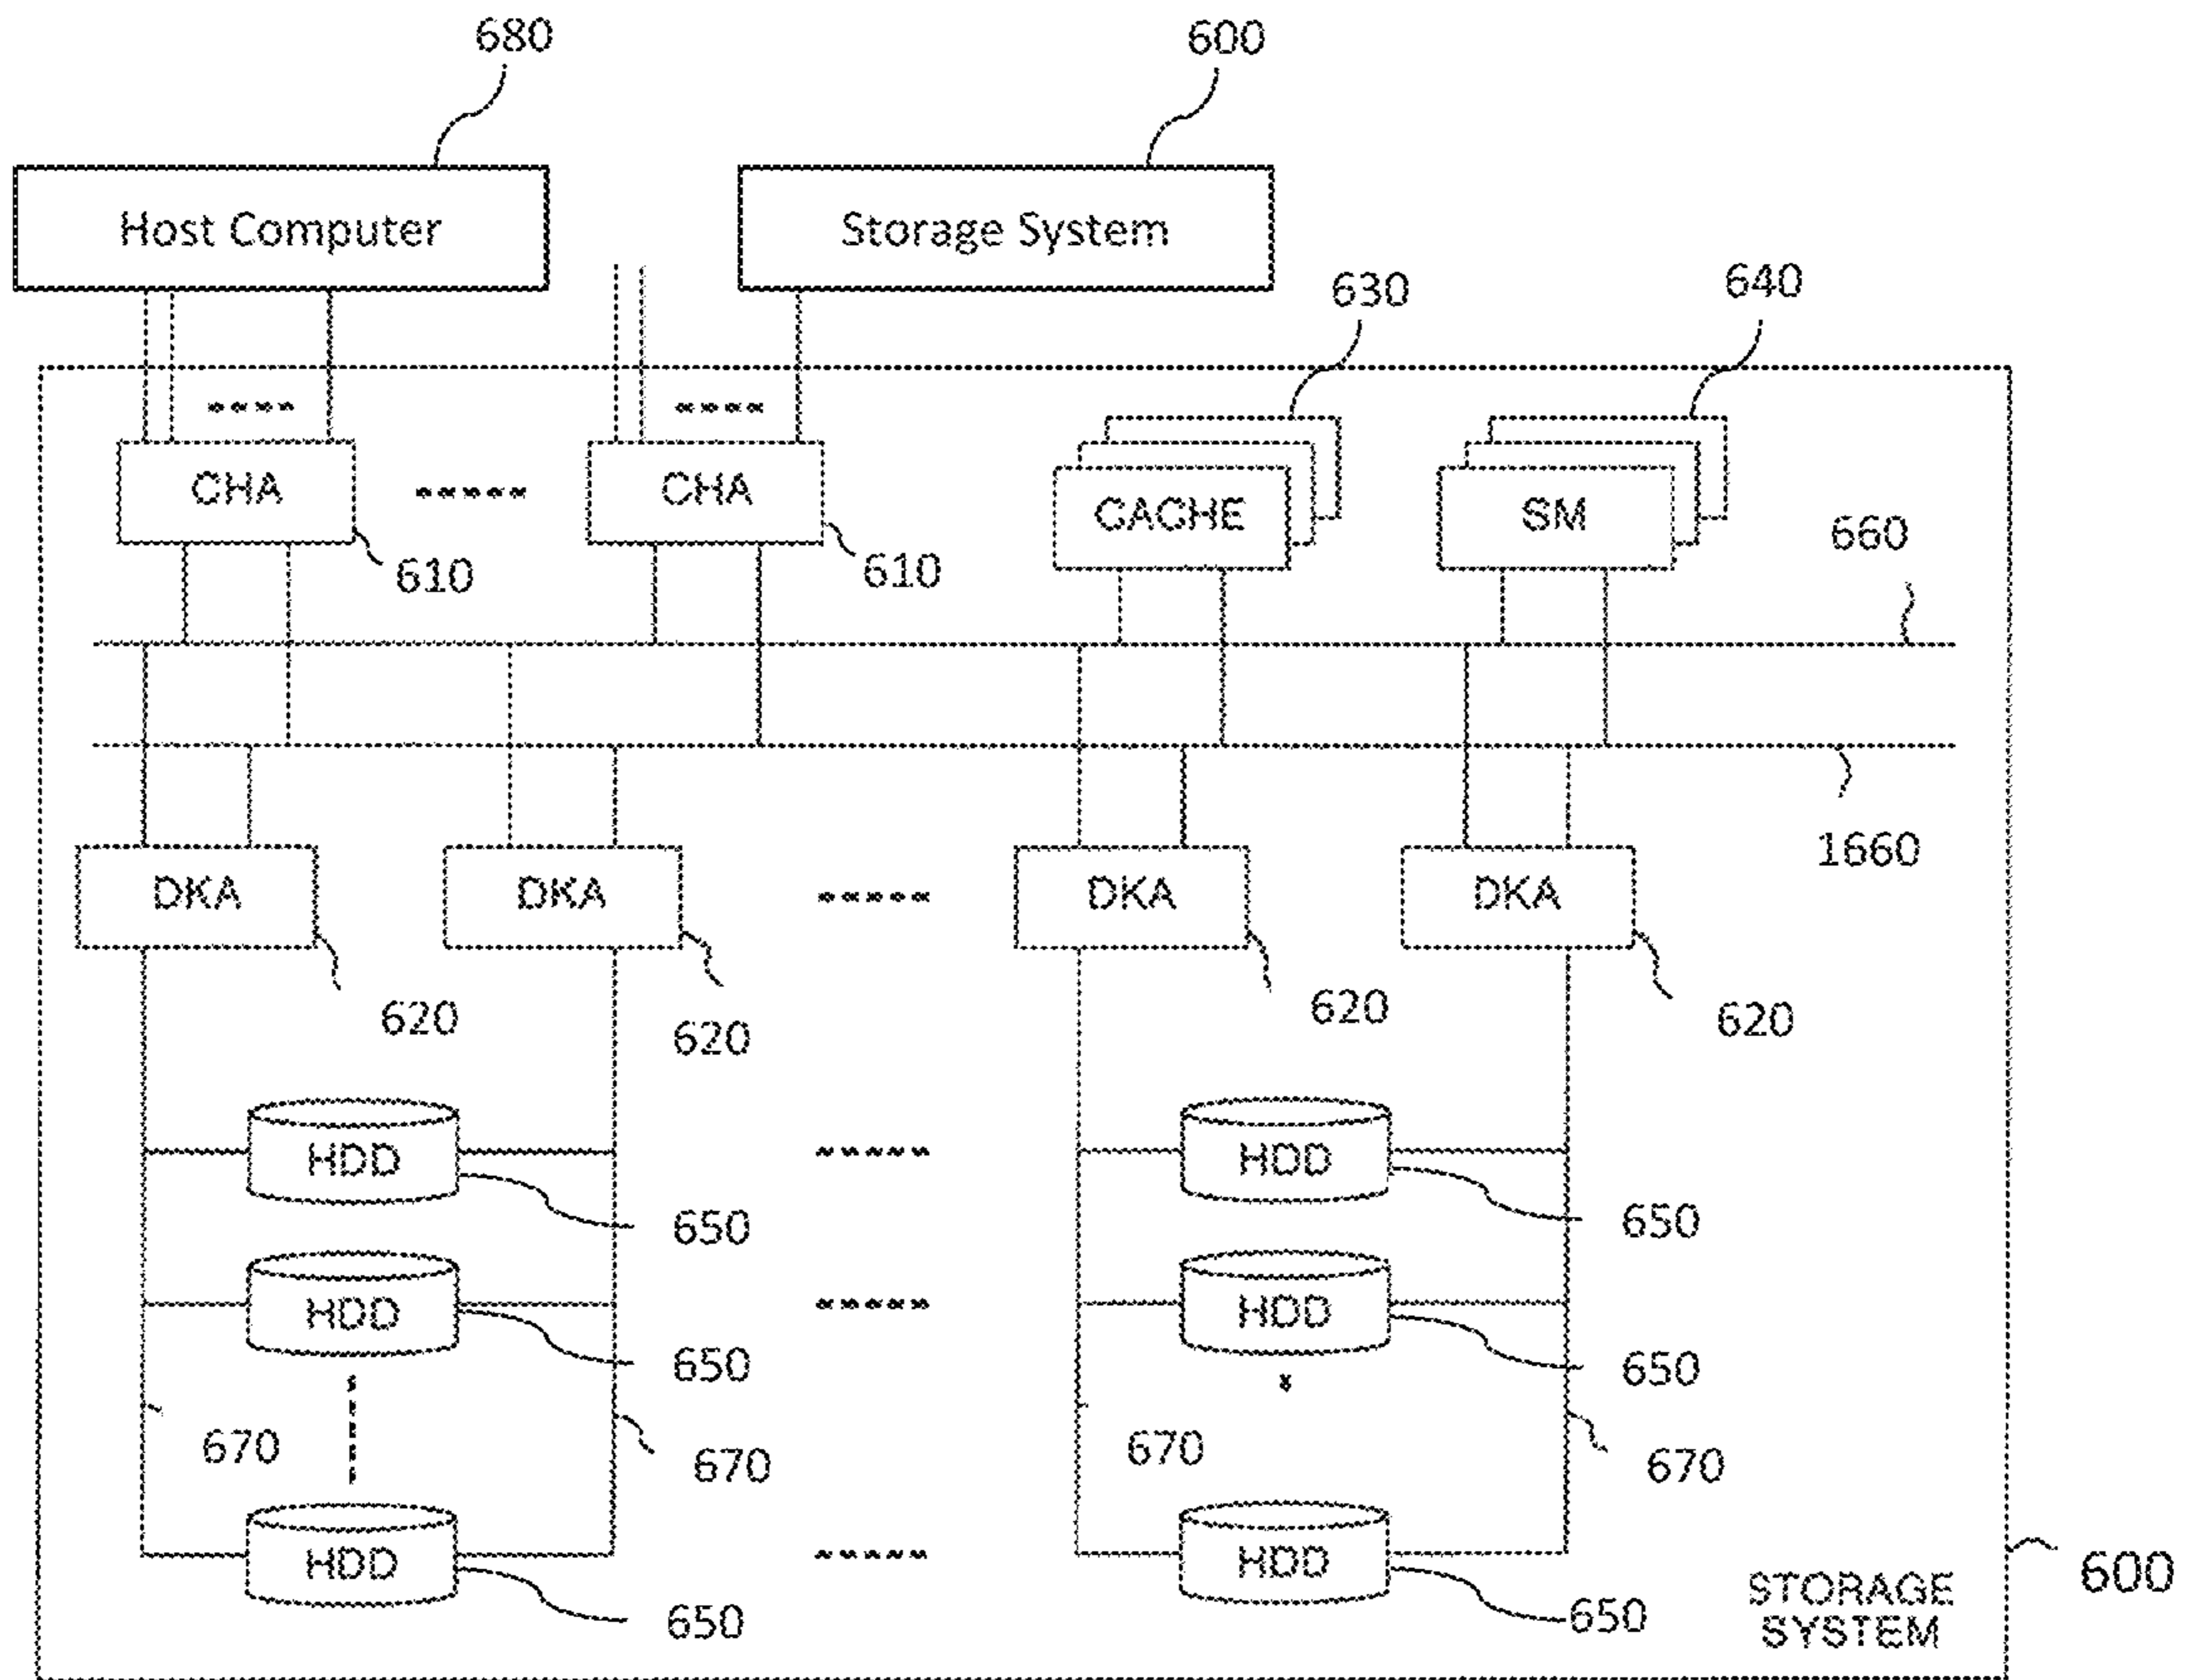 680
600
Host Computer
Storage System
630
640
CHA
CHA
CACHE
SM
660
610
610
1660
DKA
DKA
DKA
DKA
620
620
620
620
HDD
HDD
650
650
HDD
HDD
650
650
670
670
670
670
HDD
HDD
650
650
STORAGE
SYSTEM
600